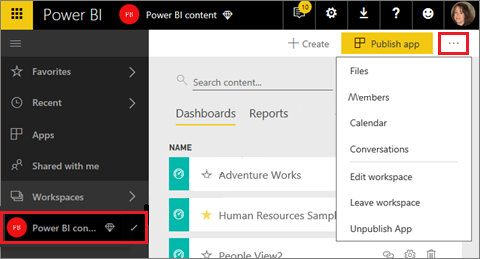 Power BI
PB
Power BI content
10
?
+ Create
Publish app
...
Favorites
Recent
Apps
Shared with me
Workspaces
PB
Power BI con...
Search content...
Dashboards
Reports
NAME
Adventure Works
Human Resources Samp
People View2
Files
Members
Calendar
Conversations
Edit workspace
Leave workspace
Unpublish App